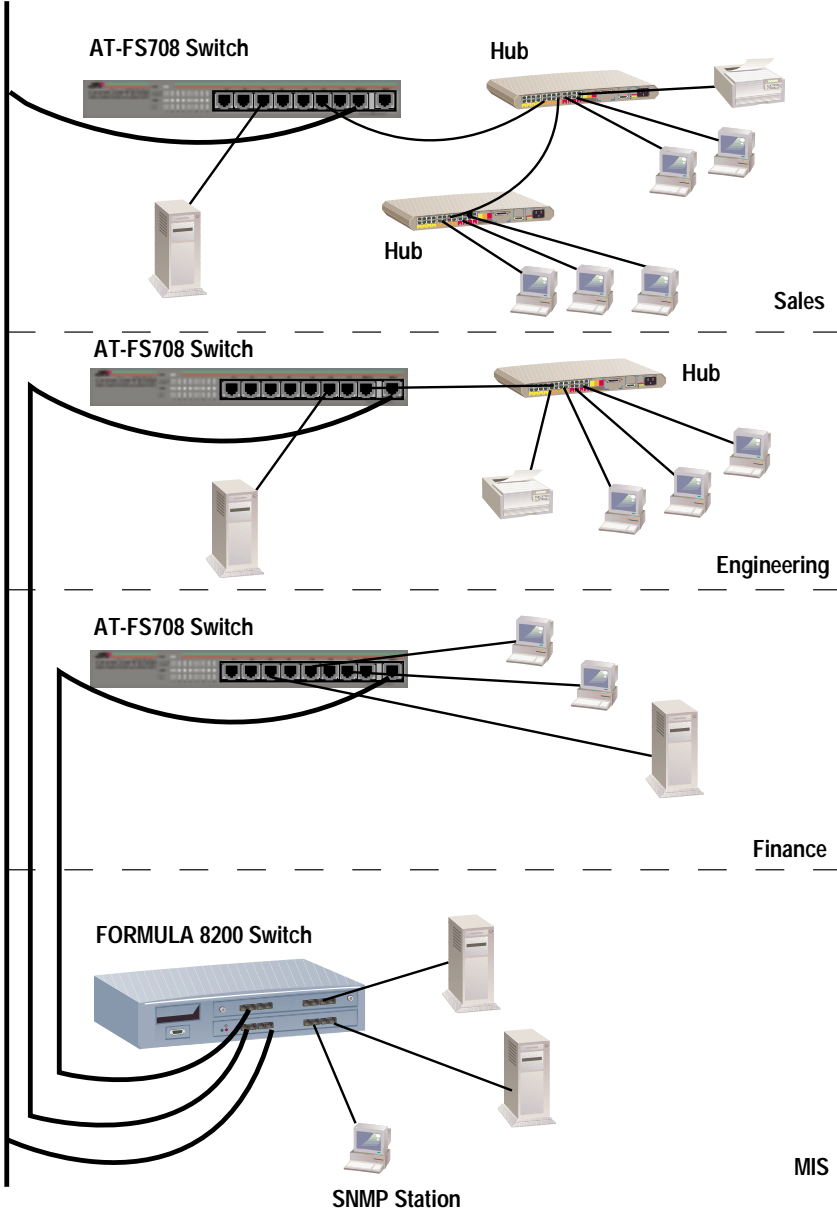 AT-FS708 Switch
Hub
Hub
Sales
AT-FS708 Switch
Hub
Engineering
AT-FS708 Switch
Finance
FORMULA 8200 Switch
MIS
SNMP Station